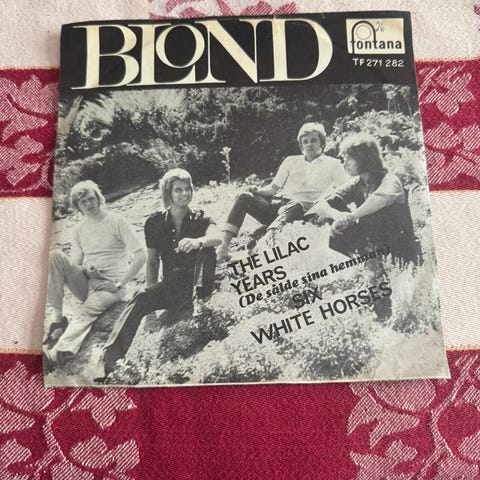 BLOND
fontana
TF 271 282
THE LILAC
YEARS
(De sålde sina hemman)
SIX
WHITE HORSES